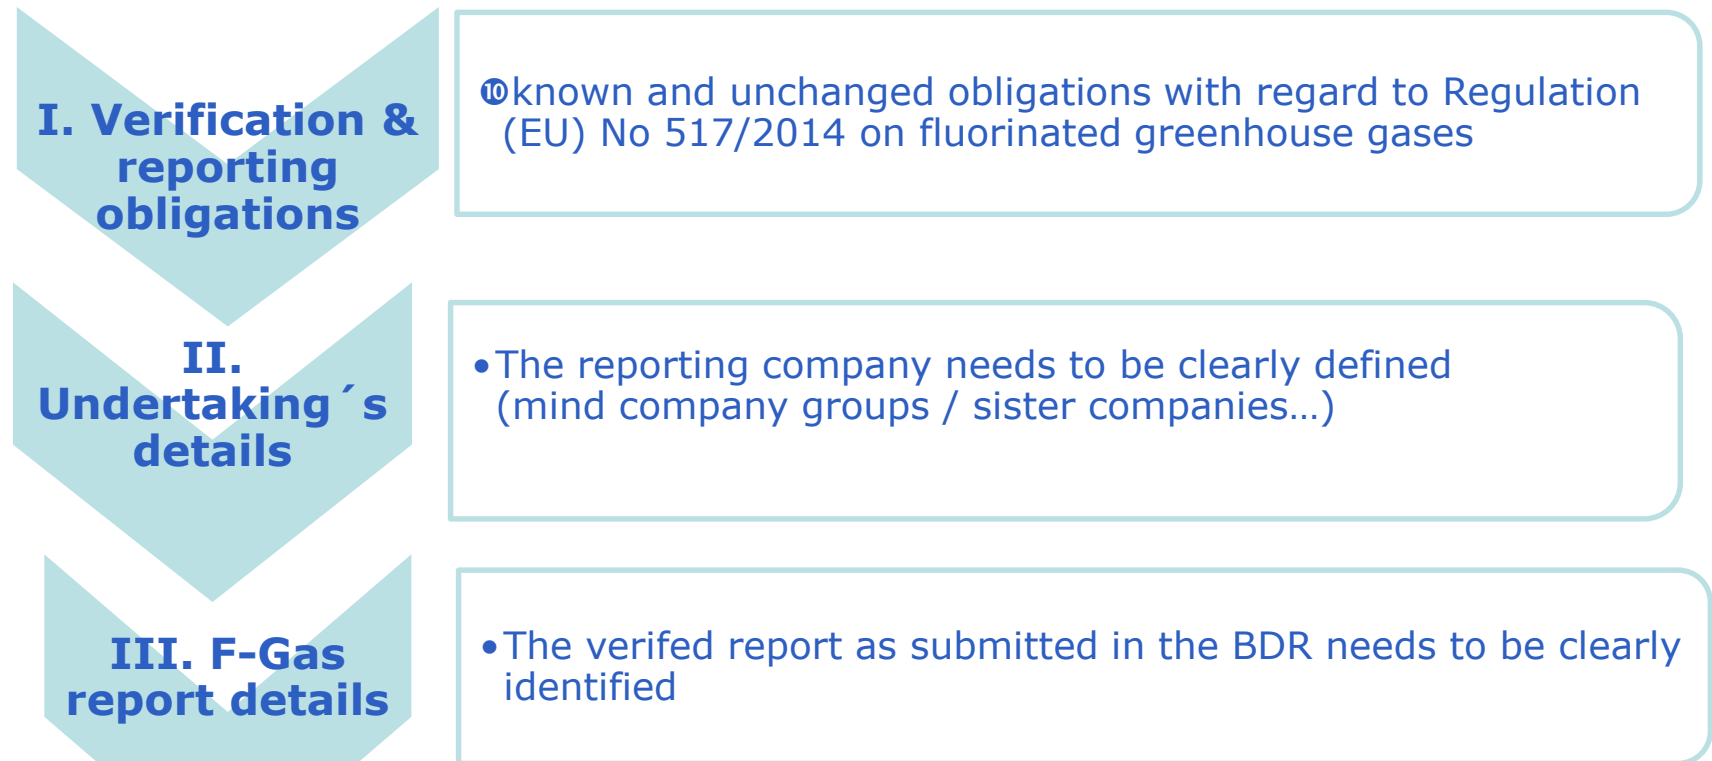 I. Verification &
reporting
obligations
❿known and unchanged obligations with regard to Regulation
(EU) No 517/2014 on fluorinated greenhouse gases
II.
Undertaking´s
details
•The reporting company needs to be clearly defined
(mind company groups / sister companies…)
III. F-Gas
report details
•The verifed report as submitted in the BDR needs to be clearly
identified